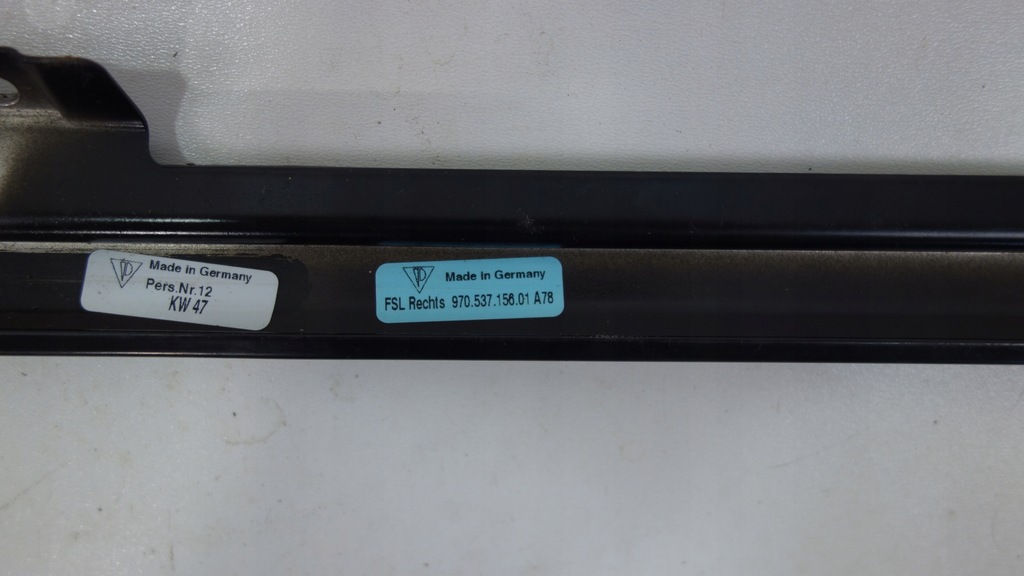 Made in Germany
Pers.Nr.12
KW 47
Made in Germany
FSL Rechts 970.537.156.01 A78